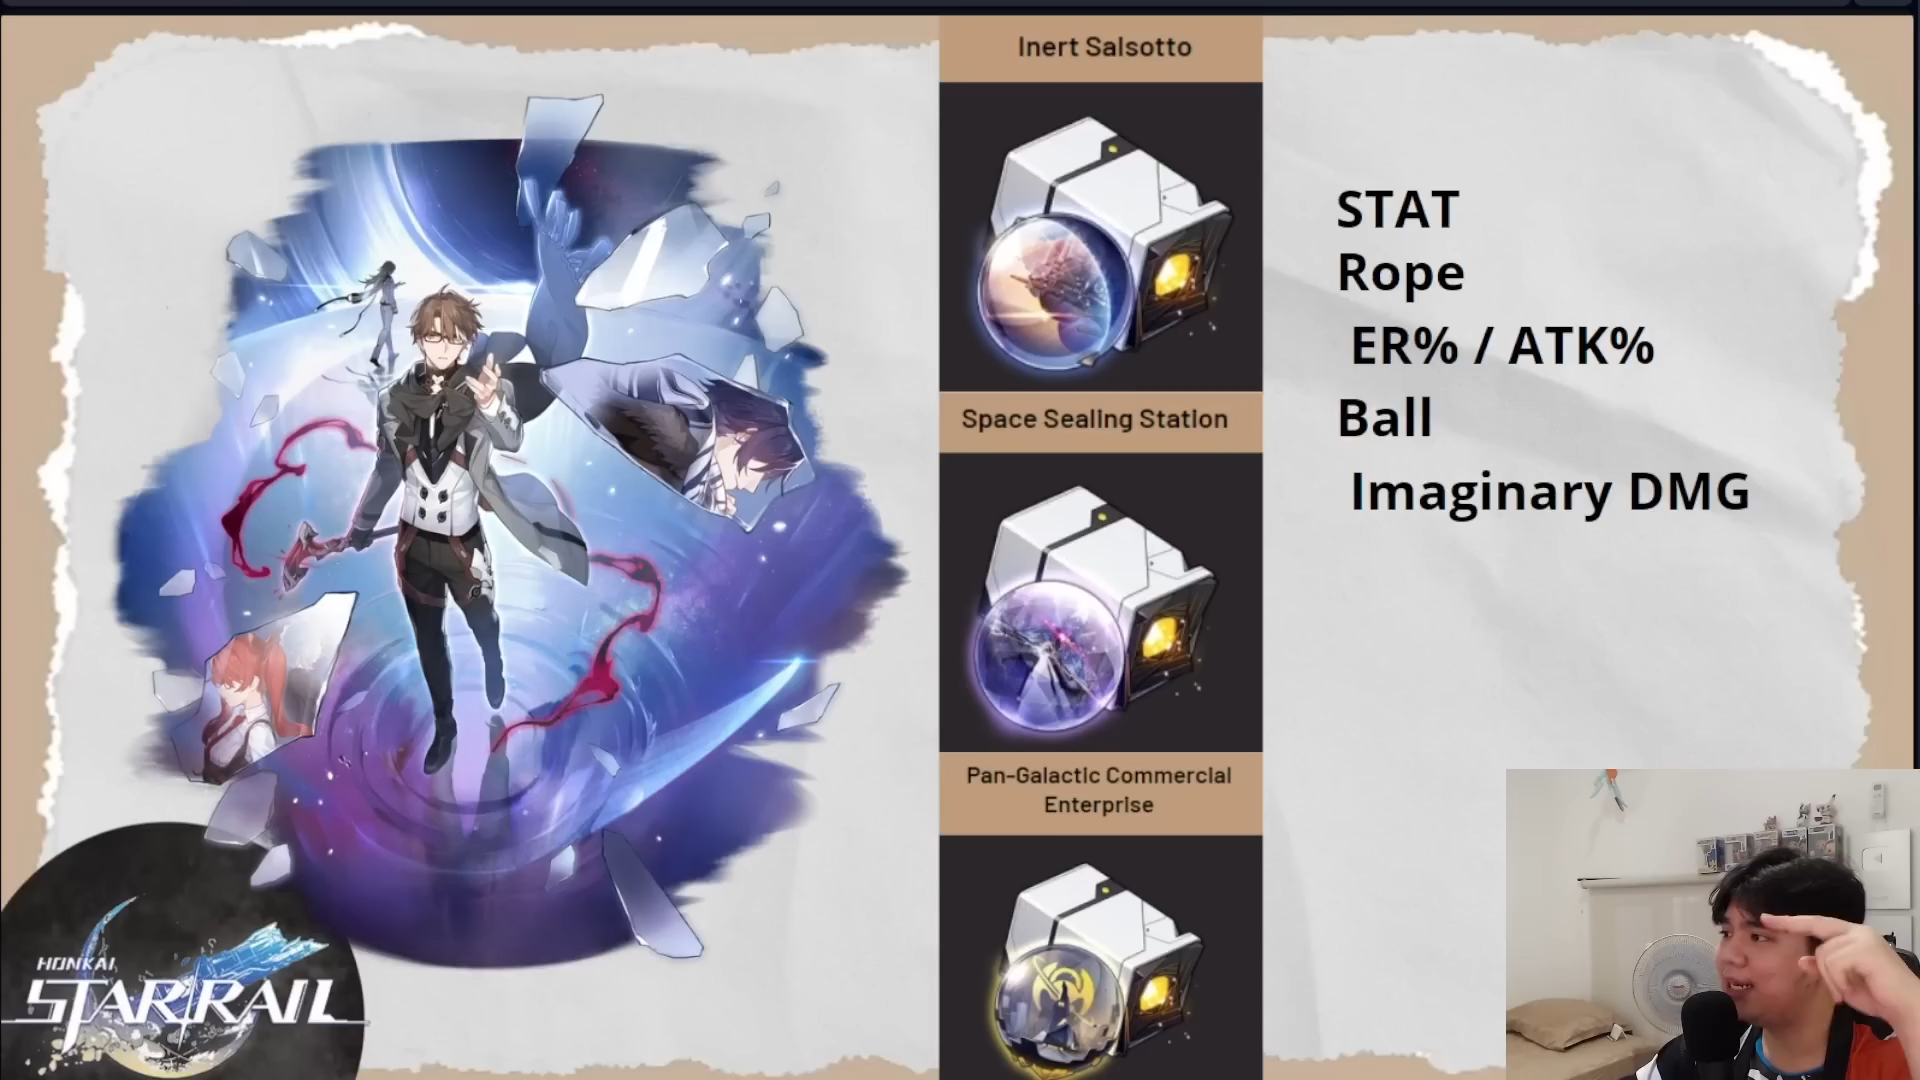 Inert Salsotto
Space Sealing Station
Pan-Galactic Commercial
Enterprise
STAT
Rope
ER% / ATK%
Ball
Imaginary DMG
HONKAI
STAR RAIL